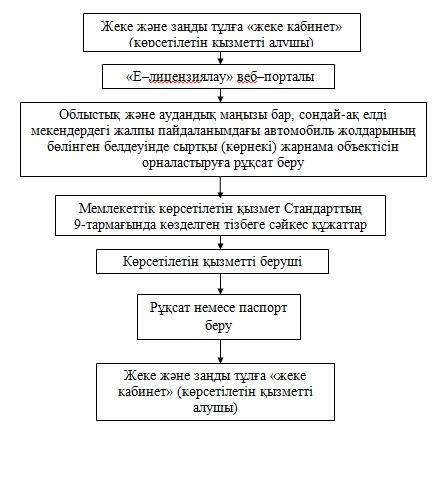 Жеке және заңды тұлға «жеке кабинет»
(көрсетілетін қызметті алушы)
«Е–лицензиялау» веб–порталы
Облыстық және аудандық маңызы бар, сондай-ақ елді
мекендердегі жалпы пайдаланымдағы автомобиль жолдарының
бөлінген белдеуінде сыртқы (көрнекі) жарнама объектісін
орналастыруға рұқсат беру
Мемлекеттік көрсетілетін қызмет Стандарттың
9-тармағында көзделген тізбеге сәйкес құжаттар
Көрсетілетін қызметті беруші
Рұқсат немесе паспорт
беру
Жеке және заңды тұлға «жеке
кабинет» (көрсетілетін қызметті
алушы)